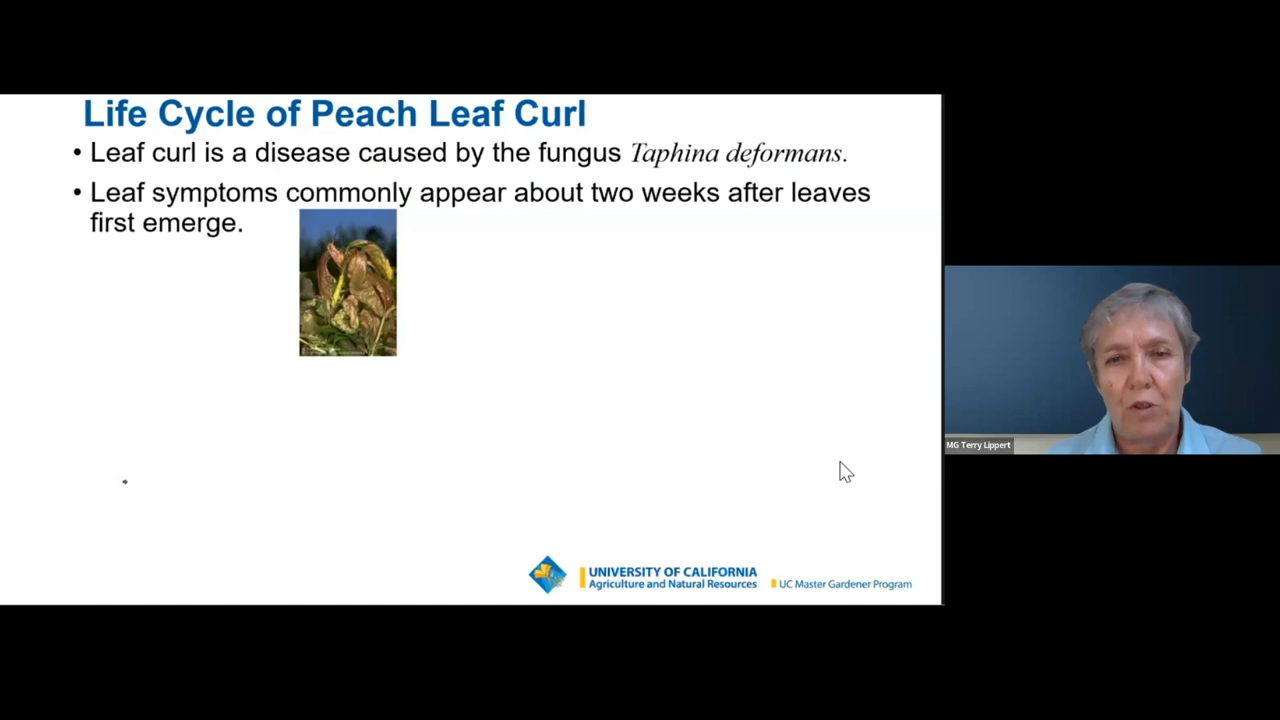 Life Cycle of Peach Leaf Curl
• Leaf curl is a disease caused by the fungus Taphina deformans.
• Leaf symptoms commonly appear about two weeks after leaves
first emerge.
MG Terry Lippert
UNIVERSITY OF CALIFORNIA
Agriculture and Natural Resources
UC Master Gardener Program